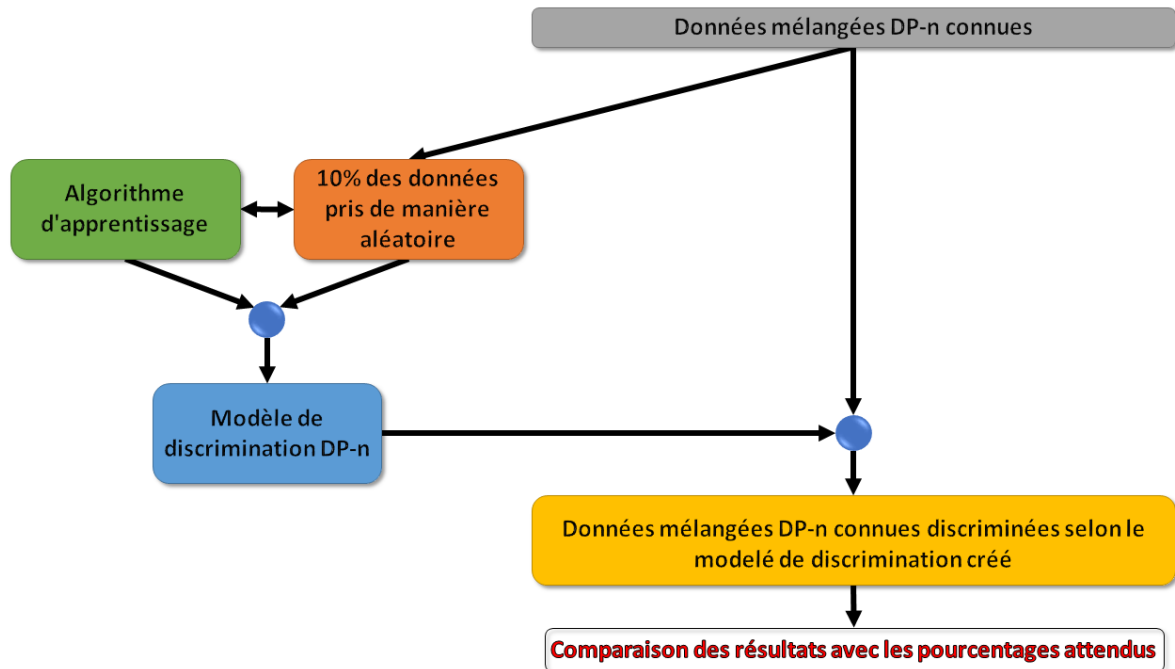 Données mélangées DP-n connues
Algorithme
d'apprentissage
10% des données
pris de manière
aléatoire
Modèle de
discrimination DP-n
Données mélangées DP-n connues discriminées selon le
modelé de discrimination créé
Comparaison des résultats avec les pourcentages attendus